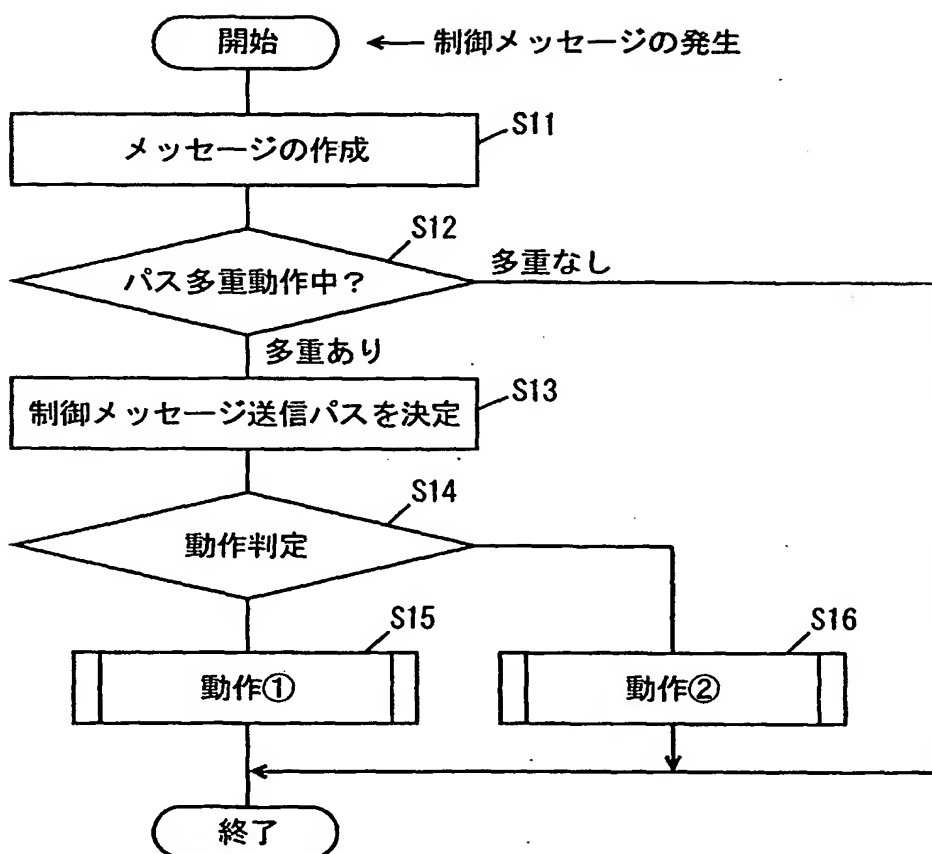 開始
← 制御メッセージの発生
S11
メッセージの作成
S12
パス多重動作中？
多重なし
多重あり
S13
制御メッセージ送信パスを決定
S14
動作判定
S15
動作①
S16
動作②
終了